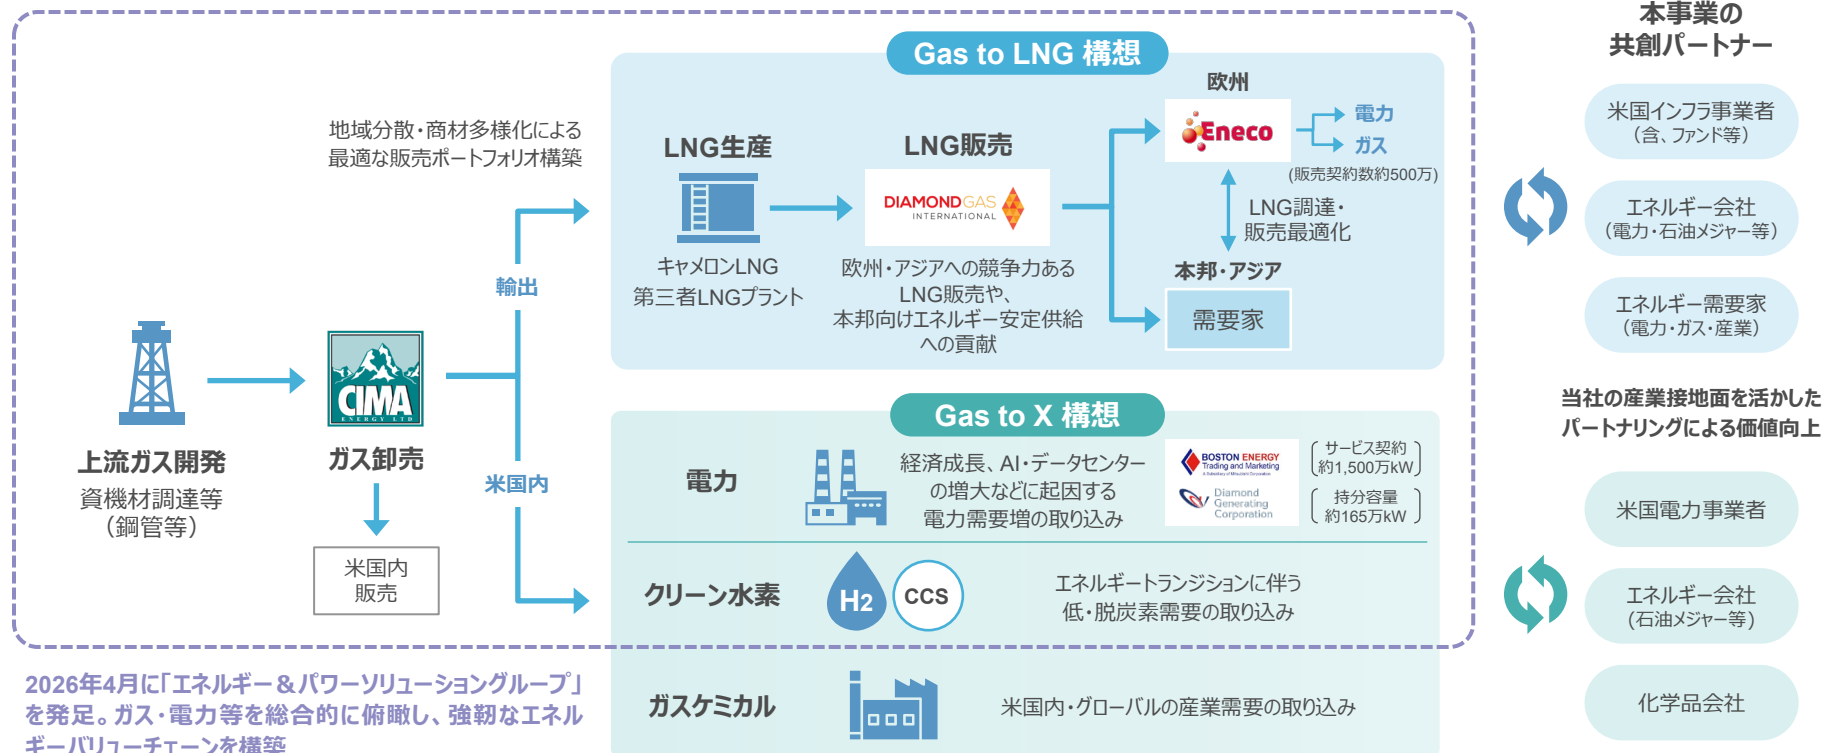 本事業の
共創パートナー
Gas to LNG 構想
地域分散・商材多様化による
最適な販売ポートフォリオ構築
輸出
米国内
上流ガス開発
資機材調達等
（鋼管等）
CIMA
ENERGY LTD
ガス卸売
米国内
販売
LNG生産
キャメロンLNG
第三者LNGプラント
LNG販売
DIAMONDGAS
INTERNATIONAL
欧州・アジアへの競争力ある
LNG販売や、
本邦向けエネルギー安定供給
への貢献
欧州
Eneco
電力
ガス
(販売契約数約500万)
LNG調達・
販売最適化
本邦・アジア
需要家
Gas to X 構想
電力
経済成長、AI・データセンター
の増大などに起因する
電力需要増の取り込み
BOSTON ENERGY
Trading and Marketing
A Subsidiary of Mitsubishi Corporation
サービス契約
約1,500万kW
Diamond
Generating
Corporation
持分容量
約165万kW
クリーン水素
H2
CCS
エネルギートランジションに伴う
低・脱炭素需要の取り込み
ガスケミカル
米国内・グローバルの産業需要の取り込み
2026年4月に「エネルギー＆パワーソリューショングループ」
を発足。ガス・電力等を総合的に俯瞰し、強靭なエネル
ギーバリューチェーンを構築
米国インフラ事業者
（含、ファンド等）
エネルギー会社
（電力・石油メジャー等）
エネルギー需要家
（電力・ガス・産業）
当社の産業接地面を活かした
パートナリングによる価値向上
米国電力事業者
エネルギー会社
(石油メジャー等)
化学品会社